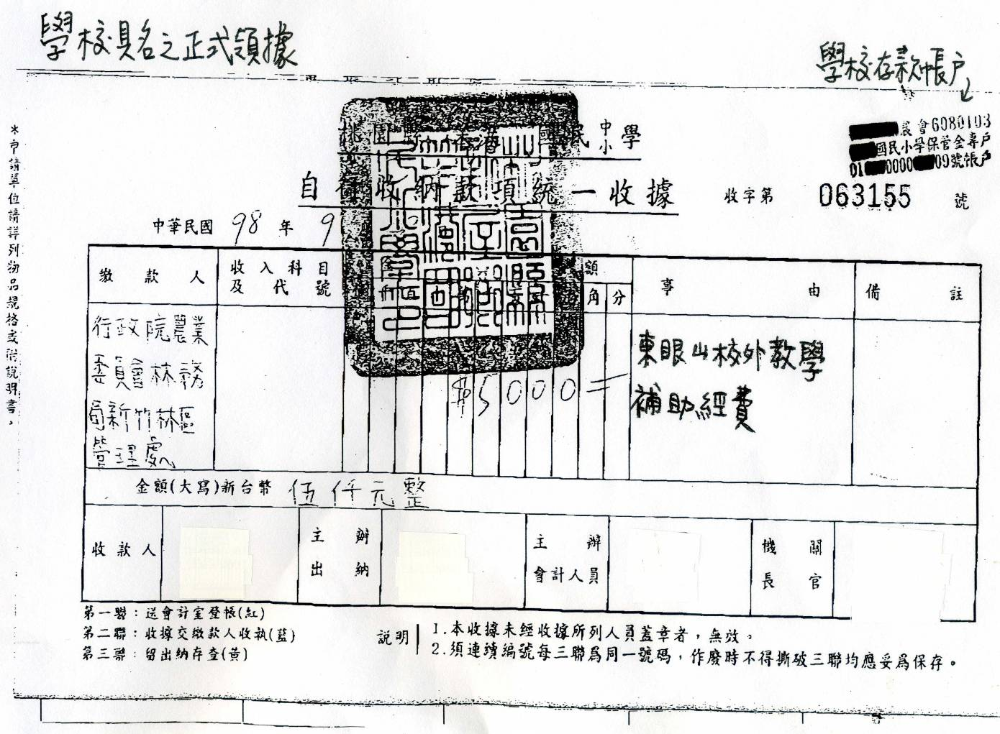 學校具名之正式領據
學校存款帳戶
農會6080103
國民小學保管金專戶
01 0000 09號帳戶
桃園 國民中小學
自行收納款項統一收據
收字第 063155 號
中華民國 98 年 9
繳款人
收入科目及代號
額
角 分
事由
備註
行政院農業
委員會林務
局新竹林區
管理處
$5000=
東眼山校外教學
補助經費
金額(大寫)新台幣 伍仟元整
收款人
主辦出納
主辦會計人員
機關長官
第一聯:送會計室登帳(紅)
第二聯:收據交繳款人收執(藍)
第三聯:留出納存查(黃)
說明
1.本收據未經收據所列人員蓋章者,無效。
2.須連續編號每三聯爲同一號碼,作廢時不得撕破三聯均應妥爲保存。
*申請單位請詳列物品規格或附說明書。